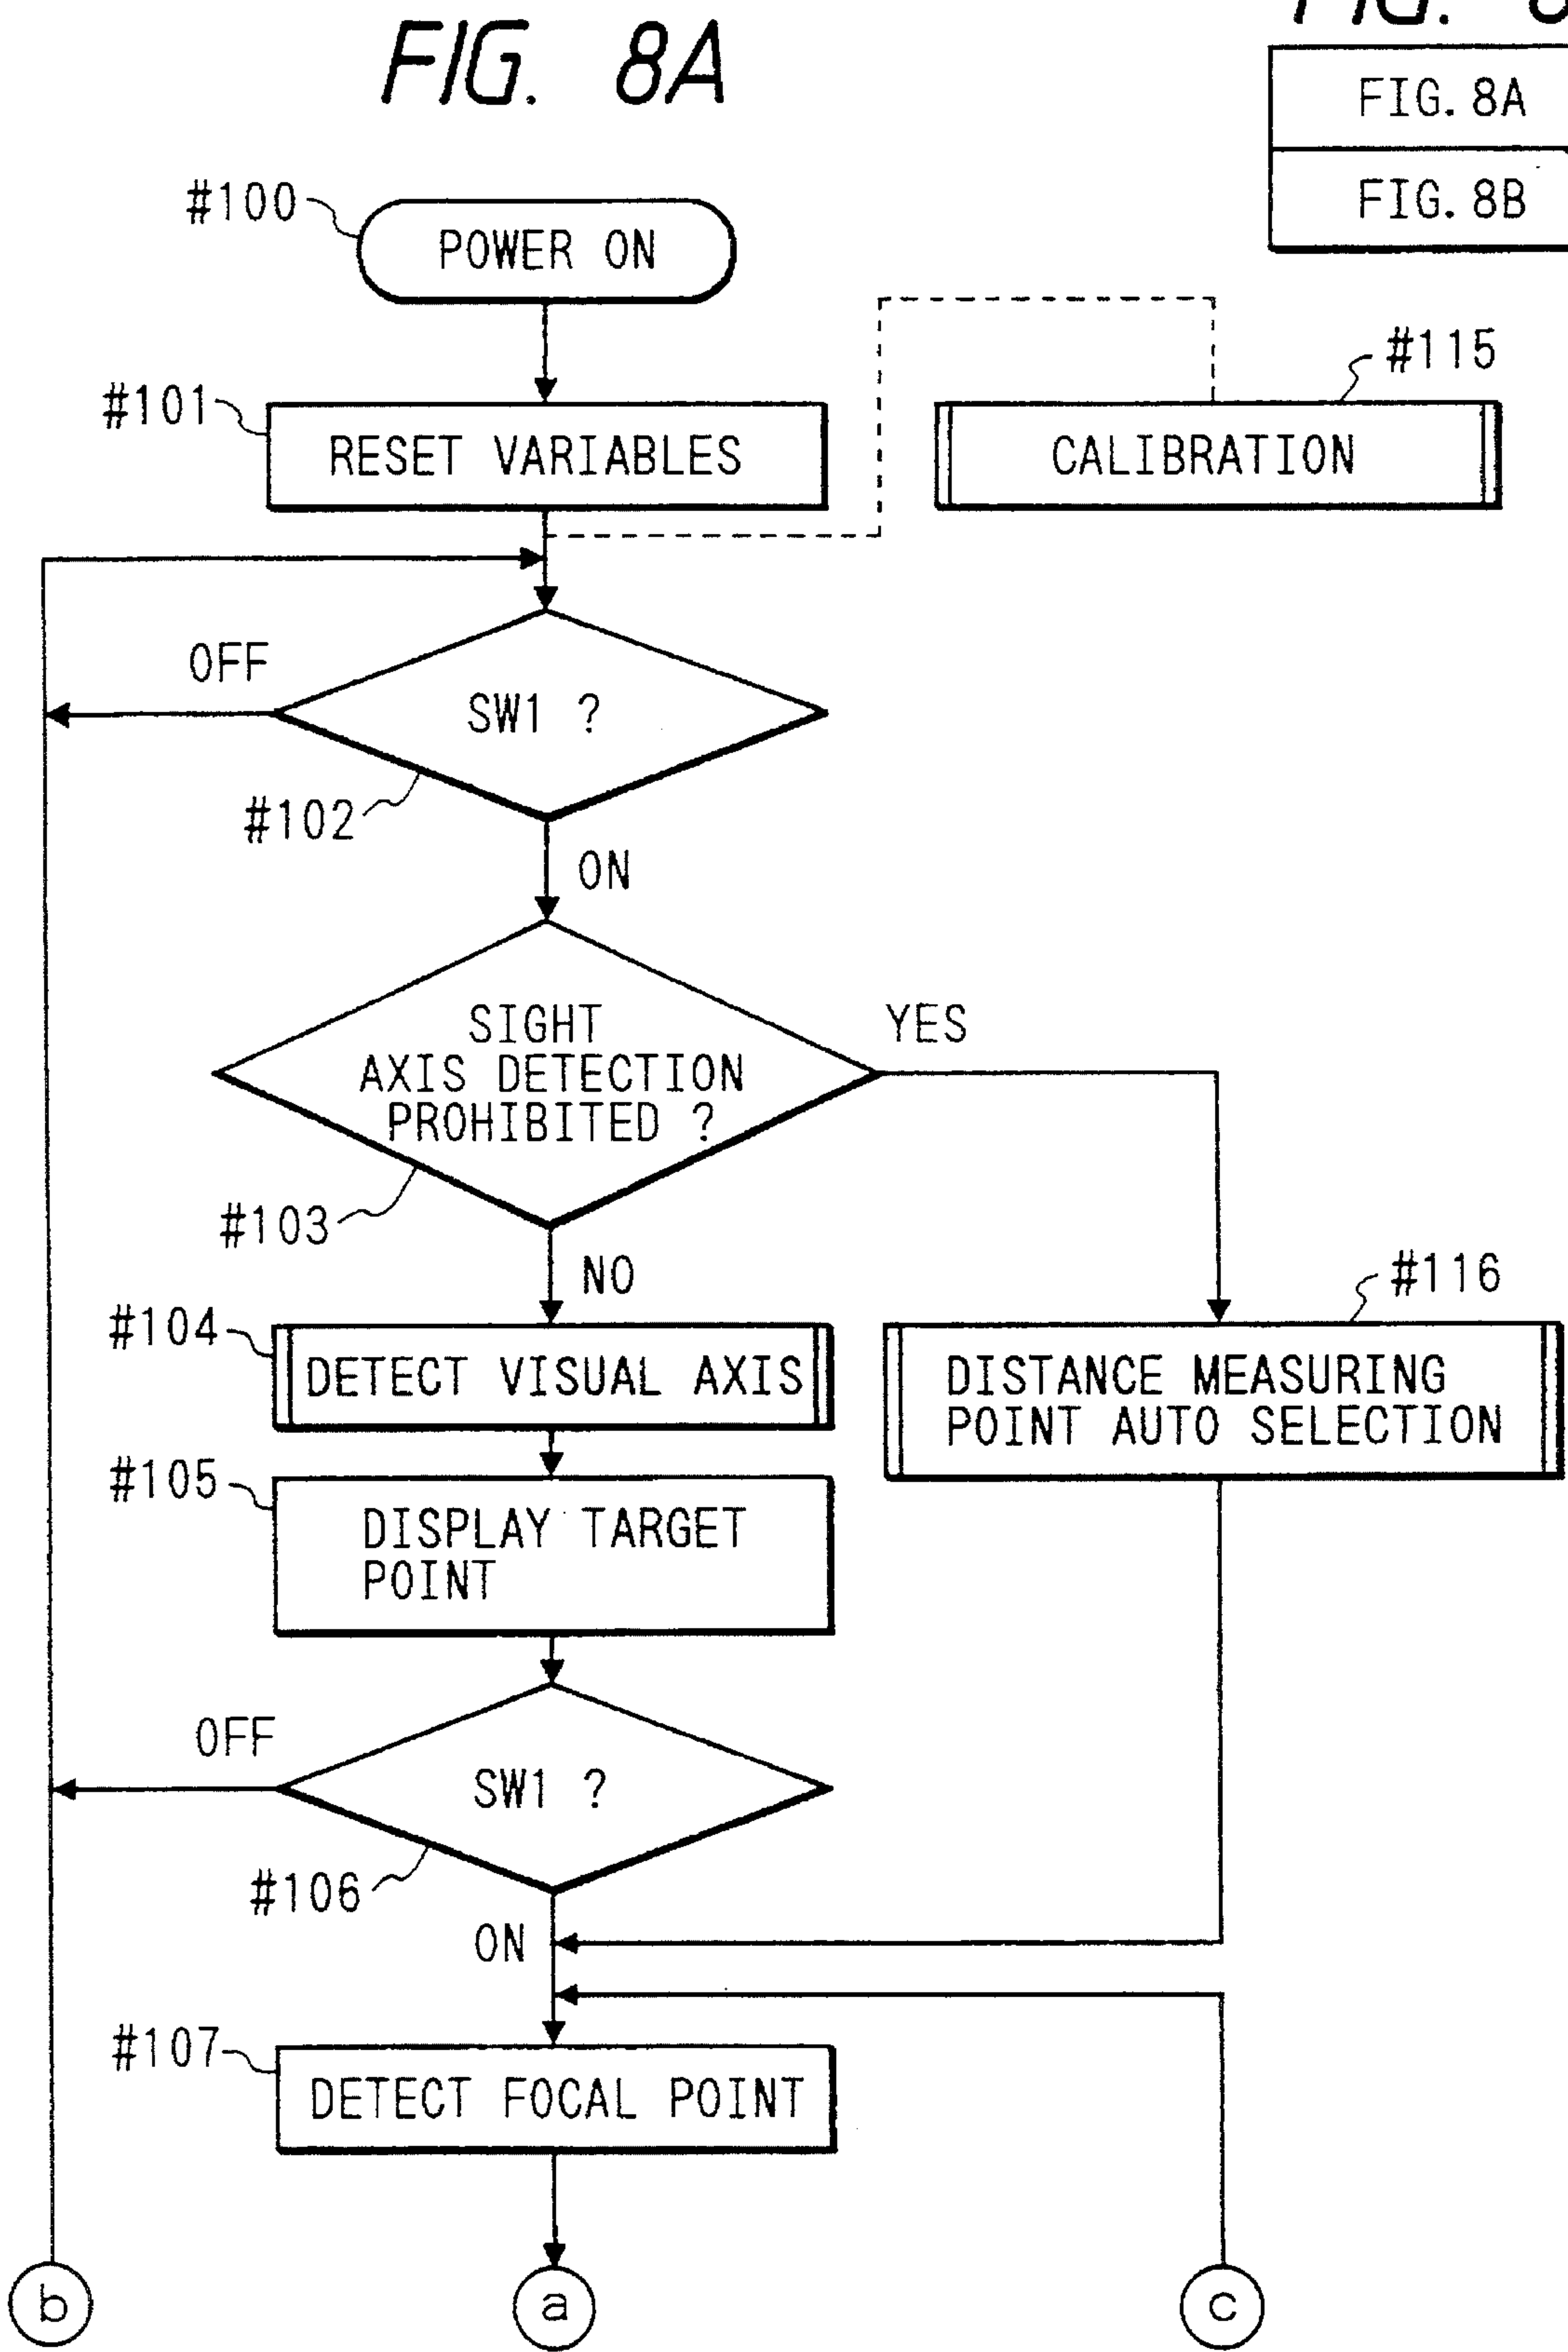 FIG. 8A
FIG. 8
FIG. 8A
FIG. 8B
#100
POWER ON
#101
RESET VARIABLES
#115
CALIBRATION
OFF
SW1 ?
#102
ON
SIGHT
AXIS DETECTION
PROHIBITED ?
YES
#103
NO
#104
DETECT VISUAL AXIS
#116
DISTANCE MEASURING
POINT AUTO SELECTION
#105
DISPLAY TARGET
POINT
OFF
SW1 ?
#106
ON
#107
DETECT FOCAL POINT
b
a
c